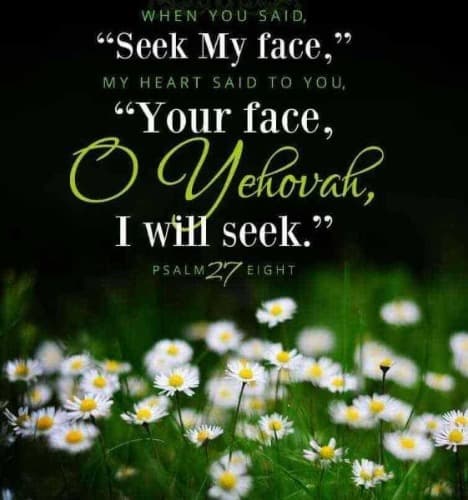 WHEN YOU SAID,
“Seek My face,”
MY HEART SAID TO YOU,
“Your face,
O Yehovah,
I will seek.”
PSALM 27 EIGHT